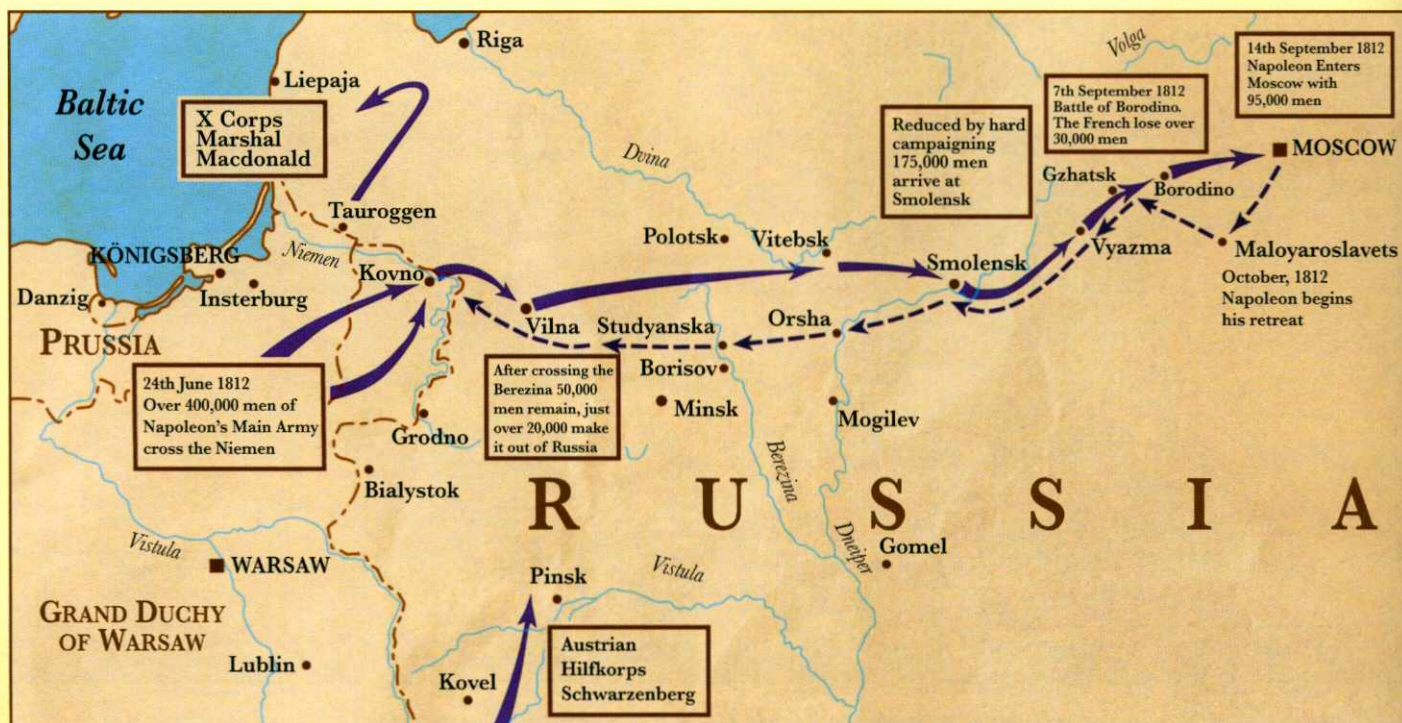 Riga
Volga
14th September 1812
Napoleon Enters
Moscow with
95,000 men
Liepaja
7th September 1812
Battle of Borodino.
The French lose over
30,000 men
Baltic
Sea
X Corps
Marshal
Macdonald
Reduced by hard
campaigning
175,000 men
arrive at
Smolensk
Dvina
MOSCOW
Gzhatsk
Borodino
Tauroggen
Niemen
KÖNIGSBERG
Polotsk
Vitebsk
Vyazma
Maloyaroslavets
October, 1812
Napoleon begins
his retreat
Kovno
Smolensk
Danzig
Insterburg
Vilna
Studyanska
Orsha
PRUSSIA
Borisov
24th June 1812
Over 400,000 men of
Napoleon's Main Army
cross the Niemen
After crossing the
Berezina 50,000
men remain, just
over 20,000 make
it out of Russia
Minsk
Mogilev
Grodno
Berezina
Bialystok
RUSSIA
Vistula
WARSAW
Dneiper
Gomel
Pinsk
Vistula
GRAND DUCHY
OF WARSAW
Austrian
Hilfkorps
Schwarzenberg
Lublin
Kovel